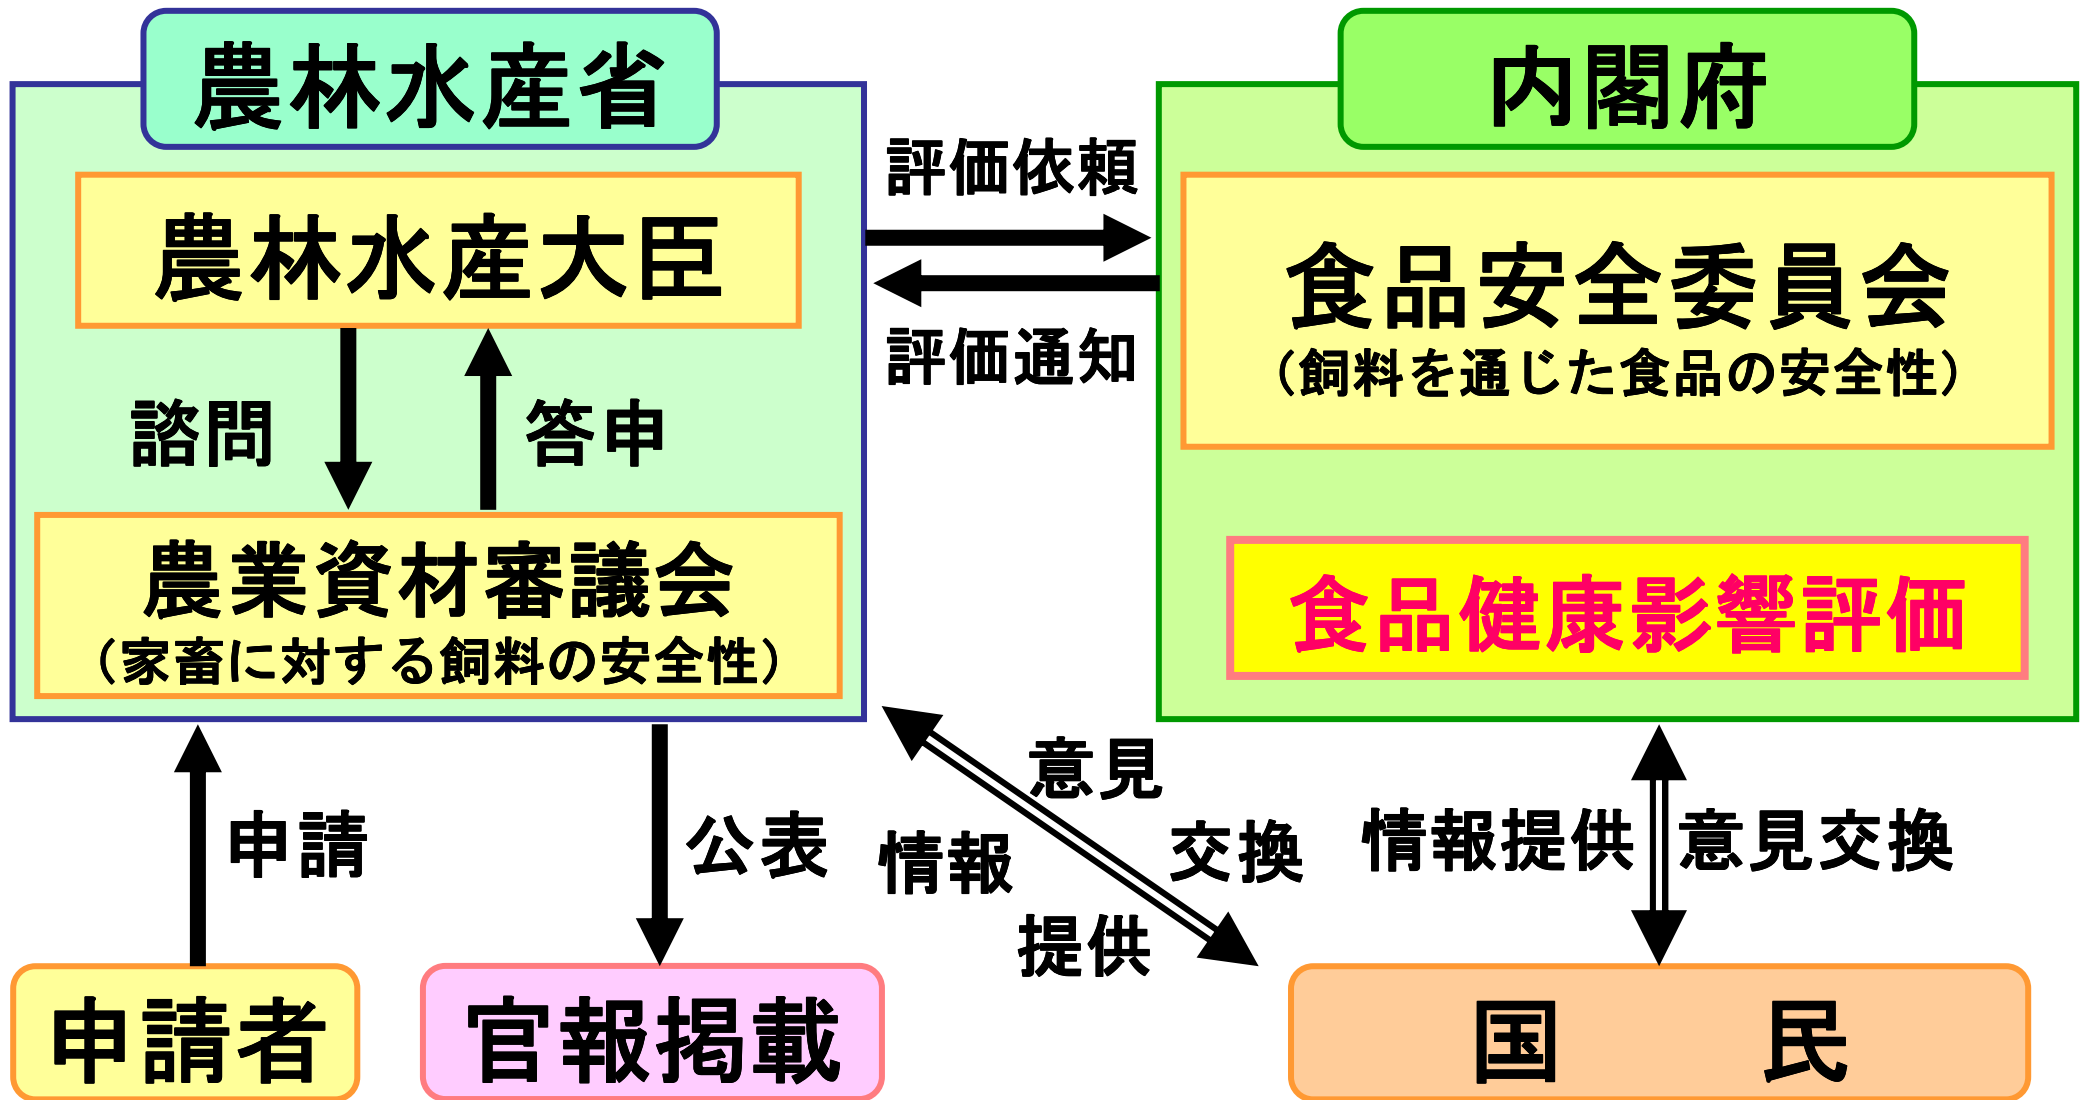 農林水産省
農林水産大臣
諮問
答申
農業資材審議会
（家畜に対する飼料の安全性）
評価依頼
評価通知
内閣府
食品安全委員会
（飼料を通じた食品の安全性）
食品健康影響評価
申請
公表
意見
交換
情報
提供
情報提供
意見交換
申請者
官報掲載
国　民